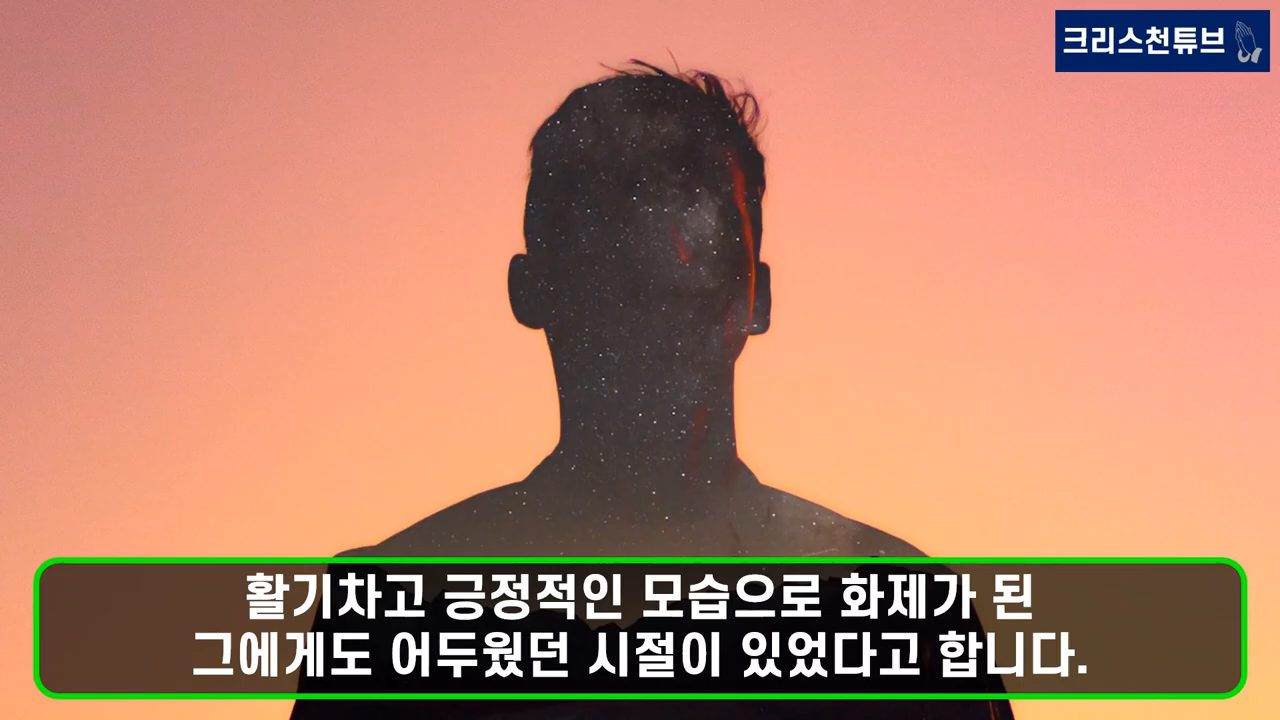 크리스천튜브
활기차고 긍정적인 모습으로 화제가 된
그에게도 어두웠던 시절이 있었다고 합니다.